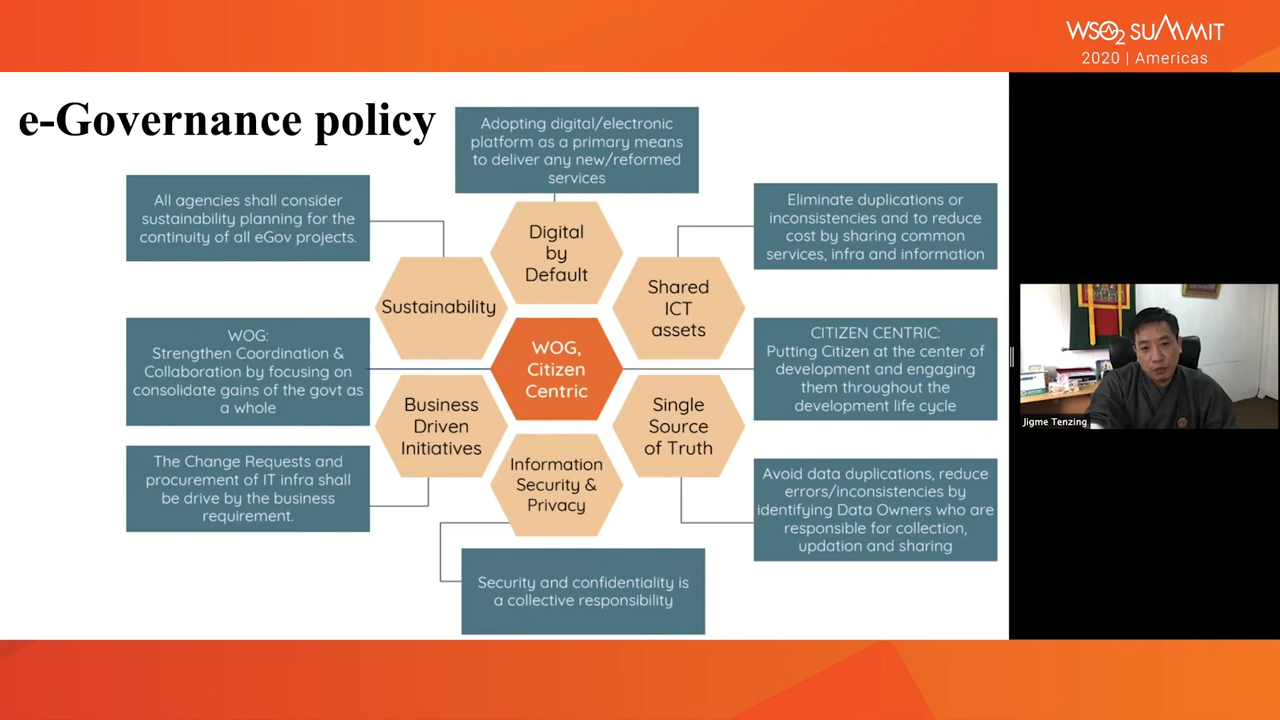 WSO2 SUMMIT
2020 | Americas
e-Governance policy
Adopting digital/electronic
platform as a primary means
to deliver any new/reformed
services
All agencies shall consider
sustainability planning for the
continuity of all eGov projects.
Eliminate duplications or
inconsistencies and to reduce
cost by sharing common
services, infra and information
Digital
by
Default
Sustainability
Shared
ICT
assets
WOG:
Strengthen Coordination &
Collaboration by focusing on
consolidate gains of the govt as
a whole
WOG,
Citizen
Centric
CITIZEN CENTRIC:
Putting Citizen at the center of
development and engaging
them throughout the
development life cycle
Business
Driven
Initiatives
Single
Source
of Truth
The Change Requests and
procurement of IT infra shall
be drive by the business
requirement.
Information
Security &
Privacy
Avoid data duplications, reduce
errors/inconsistencies by
identifying Data Owners who are
responsible for collection,
updation and sharing
Security and confidentiality is
a collective responsibility
Jigme Tenzing